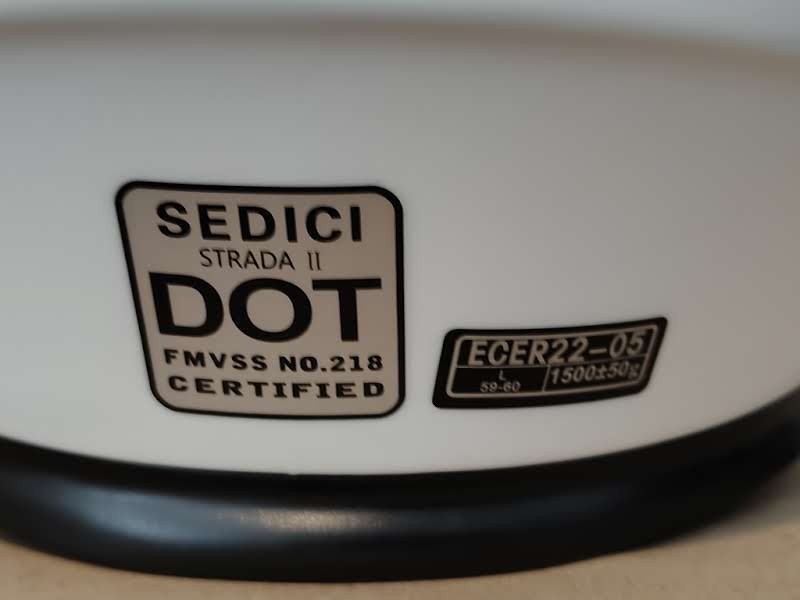 SEDICI
STRADA II
DOT
FMVSS NO.218
CERTIFIED
ECER22-05
L
59-60
1500±50g